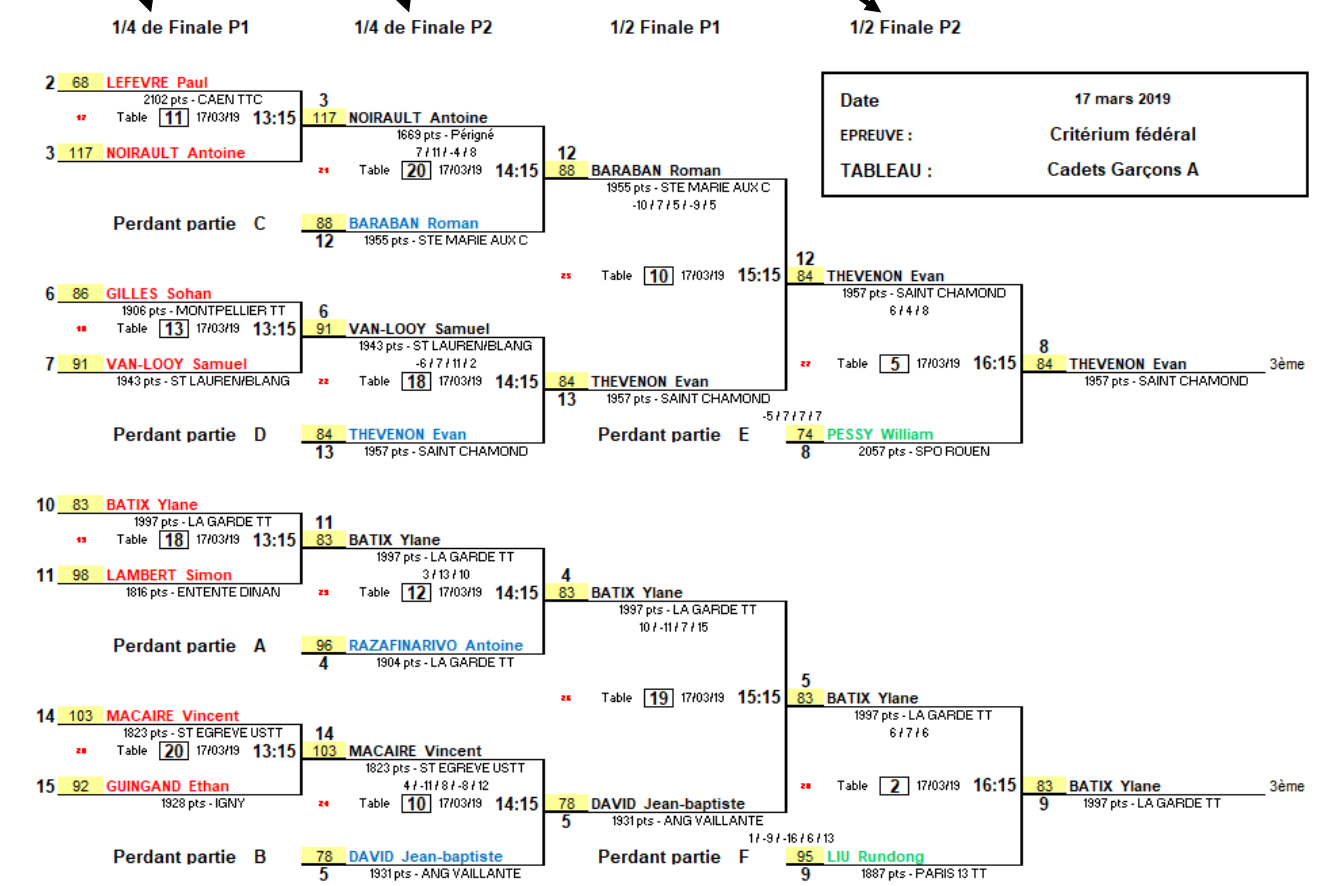 1/4 de Finale P1 1/4 de Finale P2 1/2 Finale P1 1/2 Finale P2
Date 17 mars 2019
EPREUVE : Critérium fédéral
TABLEAU : Cadets Garçons A
2 68 LEFEVRE Paul
2102 pts - CAEN TTC
17 Table 11 17/03/19 13:15
3 117 NOIRAULT Antoine
3
117 NOIRAULT Antoine
1669 pts - Périgné
7 / 11 / -4 / 8
21 Table 20 17/03/19 14:15
Perdant partie C
88 BARABAN Roman
12 1955 pts - STE MARIE AUX C
12
88 BARABAN Roman
1955 pts - STE MARIE AUX C
-10 / 7 / 5 / -9 / 5
25 Table 10 17/03/19 15:15
6 86 GILLES Sohan
1906 pts - MONTPELLIER TT
18 Table 13 17/03/19 13:15
7 91 VAN-LOOY Samuel
1943 pts - ST LAUREN/BLANG
6
91 VAN-LOOY Samuel
1943 pts - ST LAUREN/BLANG
-6 / 7 / 11 / 2
22 Table 18 17/03/19 14:15
Perdant partie D
84 THEVENON Evan
13 1957 pts - SAINT CHAMOND
84 THEVENON Evan
13 1957 pts - SAINT CHAMOND
12
84 THEVENON Evan
1957 pts - SAINT CHAMOND
6 / 4 / 8
27 Table 5 17/03/19 16:15
-5 / 7 / 7 / 7
Perdant partie E
74 PESSY William
8 2057 pts - SPO ROUEN
8
84 THEVENON Evan 3ème
1957 pts - SAINT CHAMOND
10 83 BATIX Ylane
1997 pts - LA GARDE TT
19 Table 18 17/03/19 13:15
11 98 LAMBERT Simon
1816 pts - ENTENTE DINAN
11
83 BATIX Ylane
1997 pts - LA GARDE TT
3 / 13 / 10
23 Table 12 17/03/19 14:15
Perdant partie A
96 RAZAFINARIVO Antoine
4 1904 pts - LA GARDE TT
4
83 BATIX Ylane
1997 pts - LA GARDE TT
10 / -11 / 7 / 15
26 Table 19 17/03/19 15:15
14 103 MACAIRE Vincent
1823 pts - ST EGREVE USTT
20 Table 20 17/03/19 13:15
15 92 GUINGAND Ethan
1928 pts - IGNY
14
103 MACAIRE Vincent
1823 pts - ST EGREVE USTT
4 / -11 / 8 / -8 / 12
24 Table 10 17/03/19 14:15
Perdant partie B
78 DAVID Jean-baptiste
5 1931 pts - ANG VAILLANTE
78 DAVID Jean-baptiste
5 1931 pts - ANG VAILLANTE
5
83 BATIX Ylane
1997 pts - LA GARDE TT
6 / 7 / 6
28 Table 2 17/03/19 16:15
1 / -9 / -16 / 6 / 13
Perdant partie F
95 LIU Rundong
9 1887 pts - PARIS 13 TT
83 BATIX Ylane 3ème
9 1997 pts - LA GARDE TT